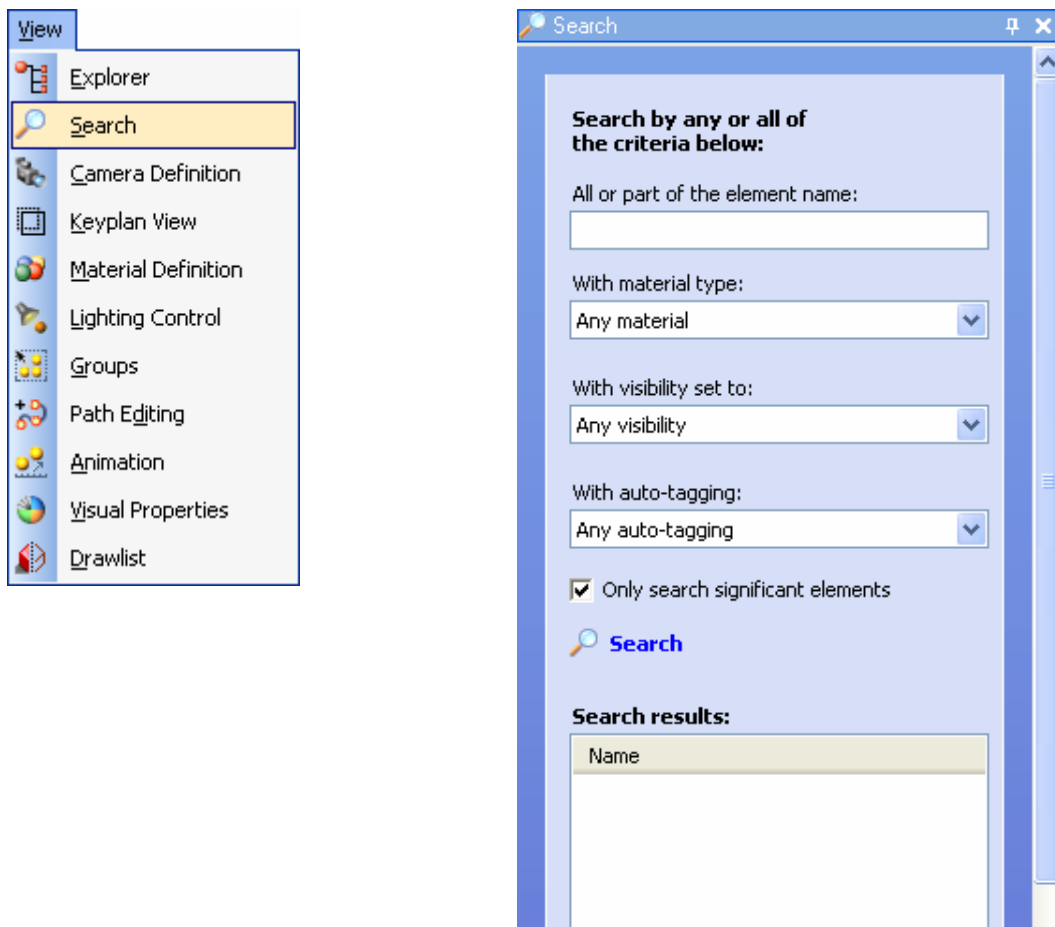 View
Explorer
Search
Camera Definition
Keyplan View
Material Definition
Lighting Control
Groups
Path Editing
Animation
Visual Properties
Drawlist
Search
Search by any or all of
the criteria below:
All or part of the element name:
With material type:
Any material
With visibility set to:
Any visibility
With auto-tagging:
Any auto-tagging
Only search significant elements
Search
Search results:
Name